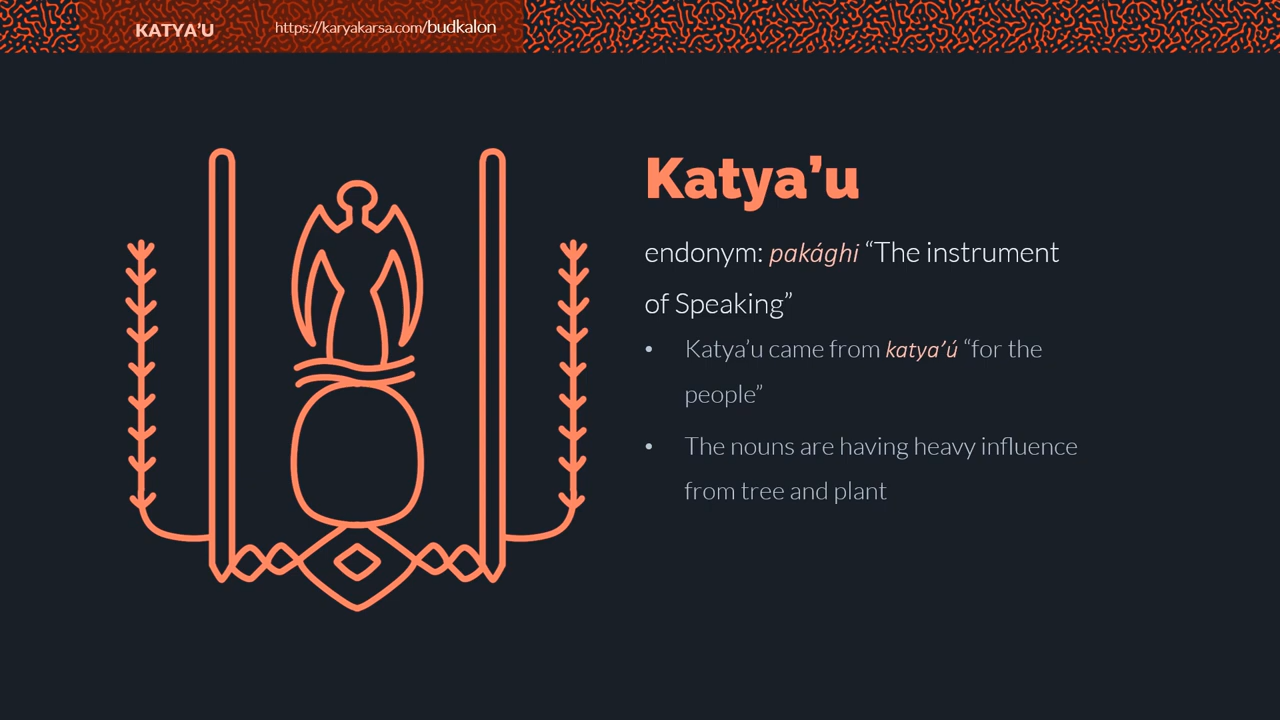 KATYA’U
https://karyakarsa.com/budkalon
Katya’u
endonym: pakághi “The instrument
of Speaking”
• Katya’u came from katya’ú “for the
people”
• The nouns are having heavy influence
from tree and plant